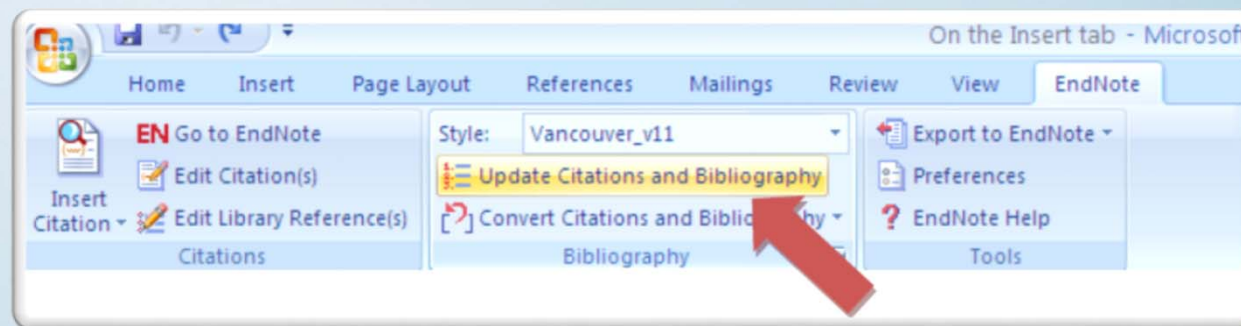 On the Insert tab - Microsoft
Home Insert Page Layout References Mailings Review View EndNote
EN Go to EndNote Style: Vancouver_v11 Export to EndNote
Edit Citation(s) Update Citations and Bibliography Preferences
Insert
Citation Edit Library Reference(s) Convert Citations and Bibliography ? EndNote Help
Citations Bibliography Tools